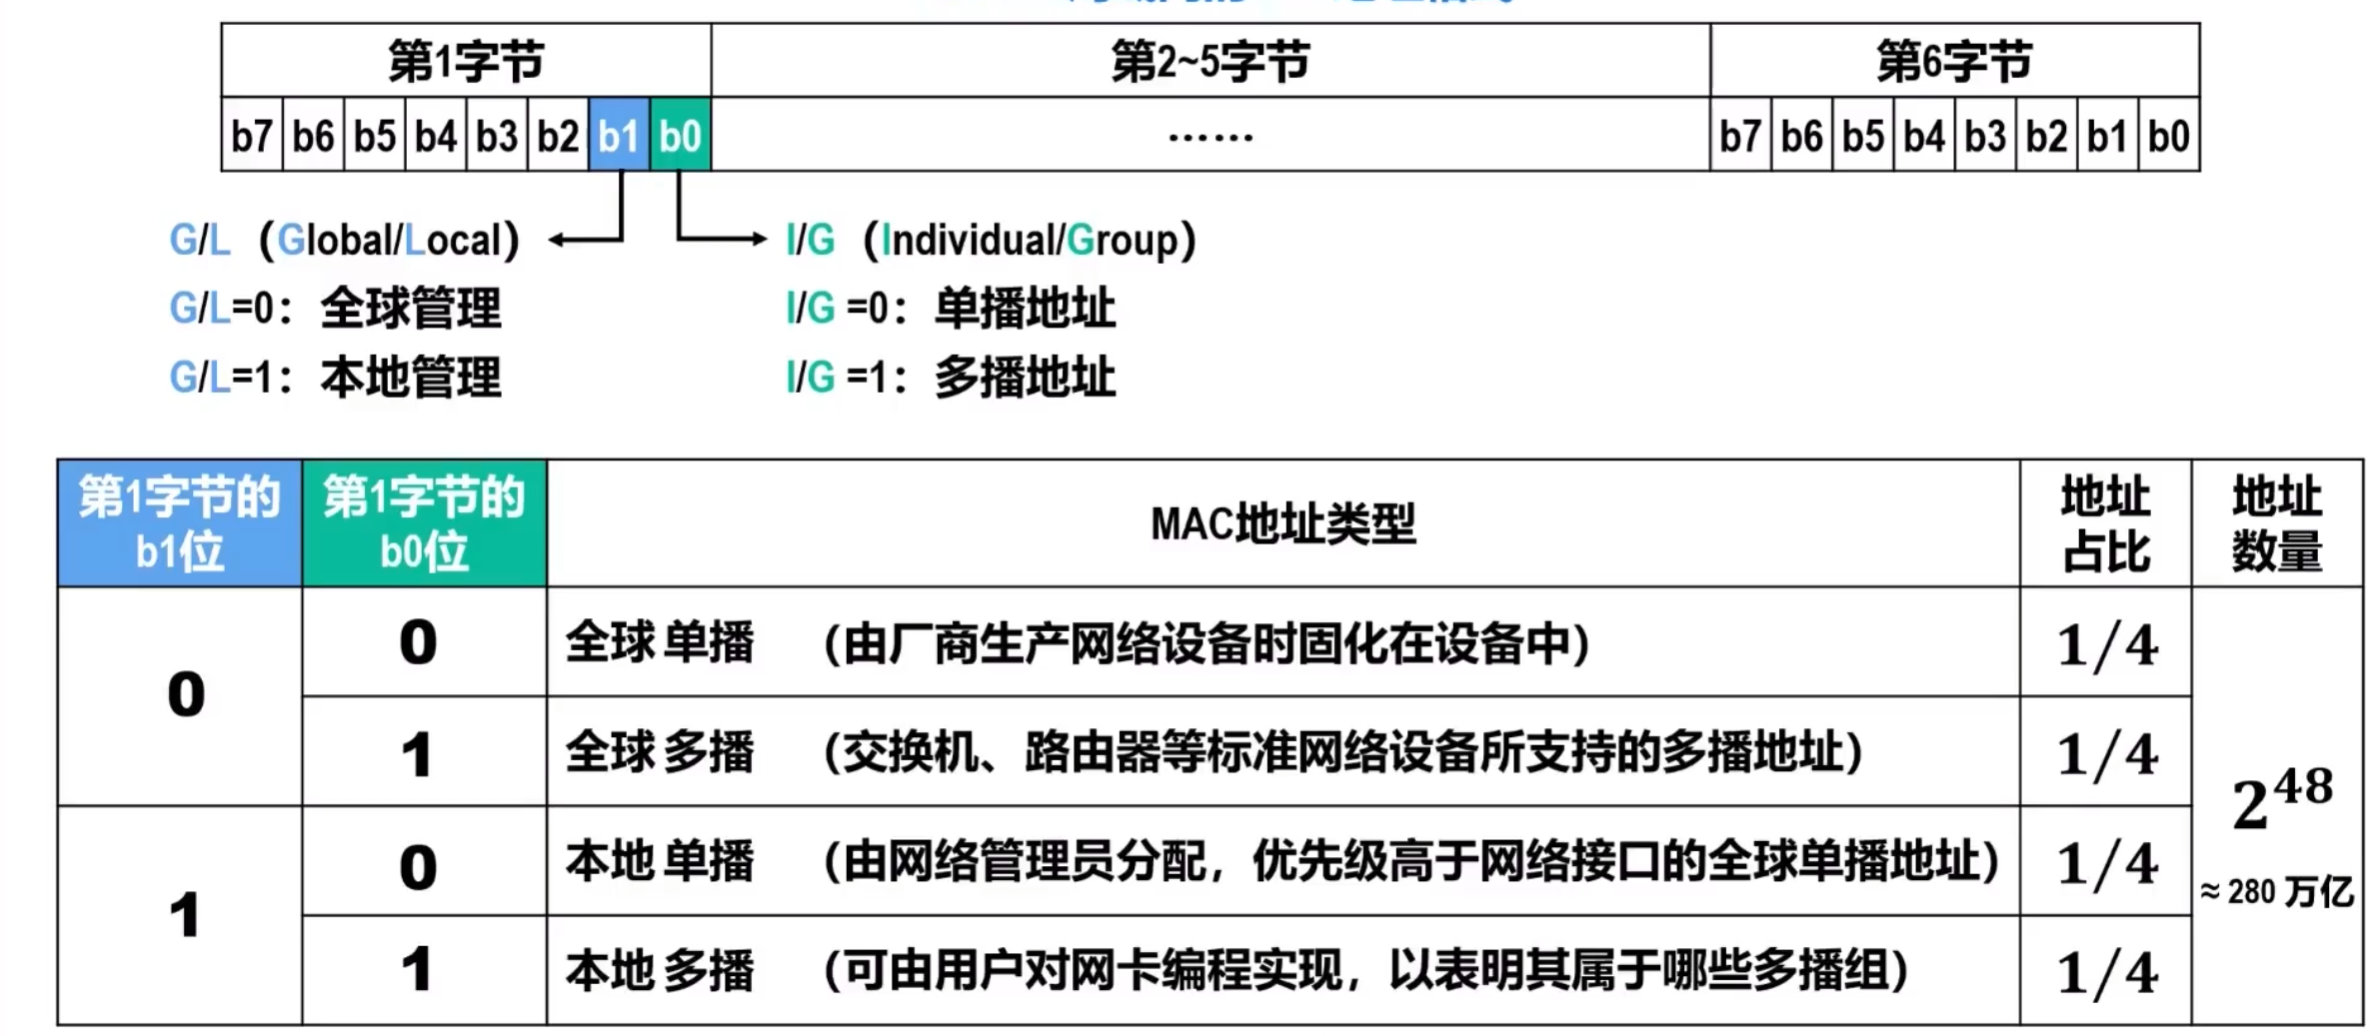 第1字节 第2~5字节 第6字节
b7 b6 b5 b4 b3 b2 b1 b0 …… b7 b6 b5 b4 b3 b2 b1 b0
G/L（Global/Local） I/G（Individual/Group）
G/L=0：全球管理 I/G =0：单播地址
G/L=1：本地管理 I/G =1：多播地址
第1字节的 第1字节的 MAC地址类型 地址 地址
b1位 b0位 占比 数量
0 0 全球 单播 （由厂商生产网络设备时固化在设备中） 1/4
1 全球 多播 （交换机、路由器等标准网络设备所支持的多播地址） 1/4
2⁴⁸
1 0 本地 单播 （由网络管理员分配，优先级高于网络接口的全球单播地址） 1/4
≈ 280 万亿
1 本地 多播 （可由用户对网卡编程实现，以表明其属于哪些多播组） 1/4